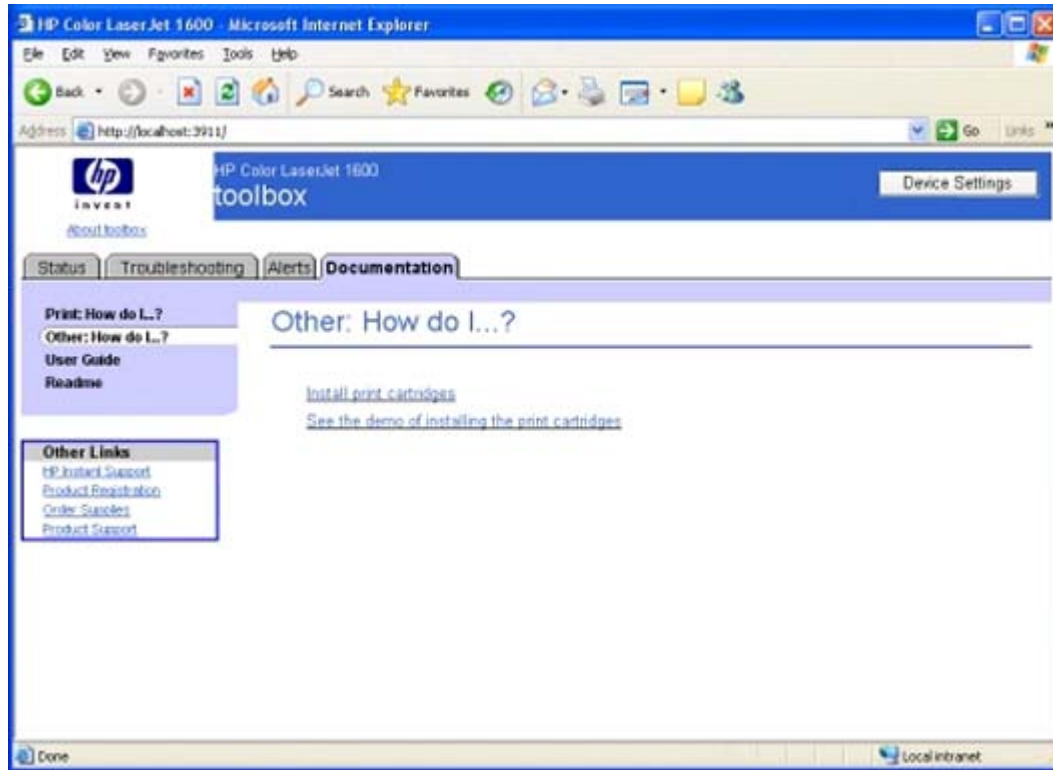 HP Color LaserJet 1600 - Microsoft Internet Explorer
File Edit View Favorites Tools Help
Back Search Favorites
Address http://localhost:3911/ Go Links »
hp
invent
HP Color LaserJet 1600
toolbox
Device Settings
About toolbox
Status Troubleshooting Alerts Documentation
Print: How do I...?
Other: How do I...?
User Guide
Readme
Other: How do I...?
Install print cartridges
See the demo of installing the print cartridges
Other Links
HP Instant Support
Product Registration
Order Supplies
Product Support
Done Local intranet